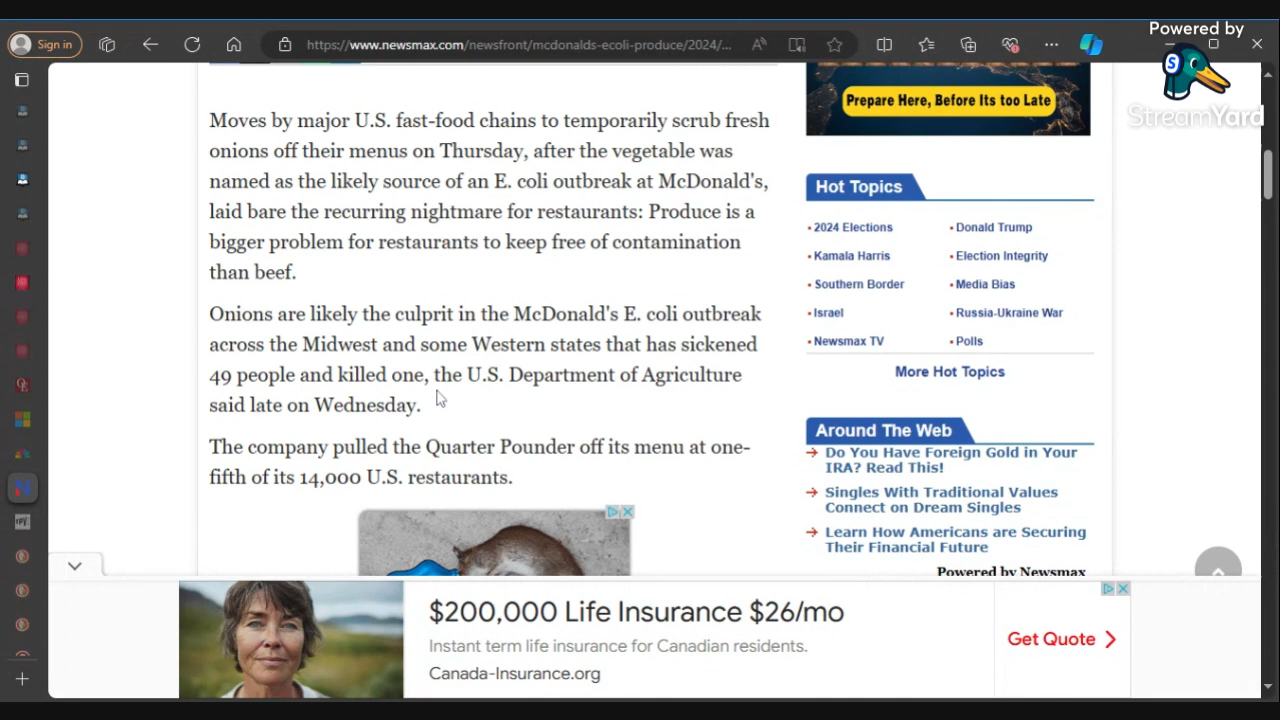 Powered by
StreamYard
Sign in
https://www.newsmax.com/newsfront/mcdonalds-ecoli-produce/2024/...
Moves by major U.S. fast-food chains to temporarily scrub fresh
onions off their menus on Thursday, after the vegetable was
named as the likely source of an E. coli outbreak at McDonald's,
laid bare the recurring nightmare for restaurants: Produce is a
bigger problem for restaurants to keep free of contamination
than beef.
Onions are likely the culprit in the McDonald's E. coli outbreak
across the Midwest and some Western states that has sickened
49 people and killed one, the U.S. Department of Agriculture
said late on Wednesday.
The company pulled the Quarter Pounder off its menu at one-
fifth of its 14,000 U.S. restaurants.
Prepare Here, Before Its too Late
Hot Topics
2024 Elections
Donald Trump
Kamala Harris
Election Integrity
Southern Border
Media Bias
Israel
Russia-Ukraine War
Newsmax TV
Polls
More Hot Topics
Around The Web
Do You Have Foreign Gold in Your
IRA? Read This!
Singles With Traditional Values
Connect on Dream Singles
Learn How Americans are Securing
Their Financial Future
Powered by Newsmax
$200,000 Life Insurance $26/mo
Instant term life insurance for Canadian residents.
Canada-Insurance.org
Get Quote